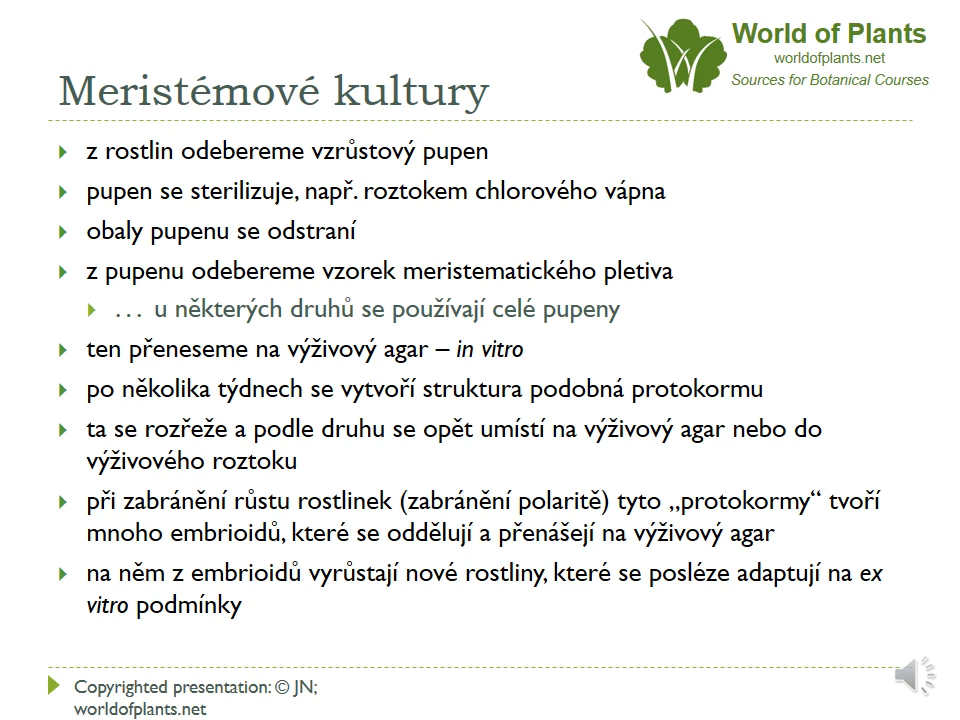 World of Plants
worldofplants.net
Sources for Botanical Courses
Meristémové kultury
z rostlin odebereme vzrůstový pupen
pupen se sterilizuje, např. roztokem chlorového vápna
obaly pupenu se odstraní
z pupenu odebereme vzorek meristematického pletiva
… u některých druhů se používají celé pupeny
ten přeneseme na výživový agar – in vitro
po několika týdnech se vytvoří struktura podobná protokormu
ta se rozřeže a podle druhu se opět umístí na výživový agar nebo do
výživového roztoku
při zabránění růstu rostlinek (zabránění polaritě) tyto „protokormy“ tvoří
mnoho embrioidů, které se oddělují a přenášejí na výživový agar
na něm z embrioidů vyrůstají nové rostliny, které se posléze adaptují na ex
vitro podmínky
Copyrighted presentation: © JN;
worldofplants.net